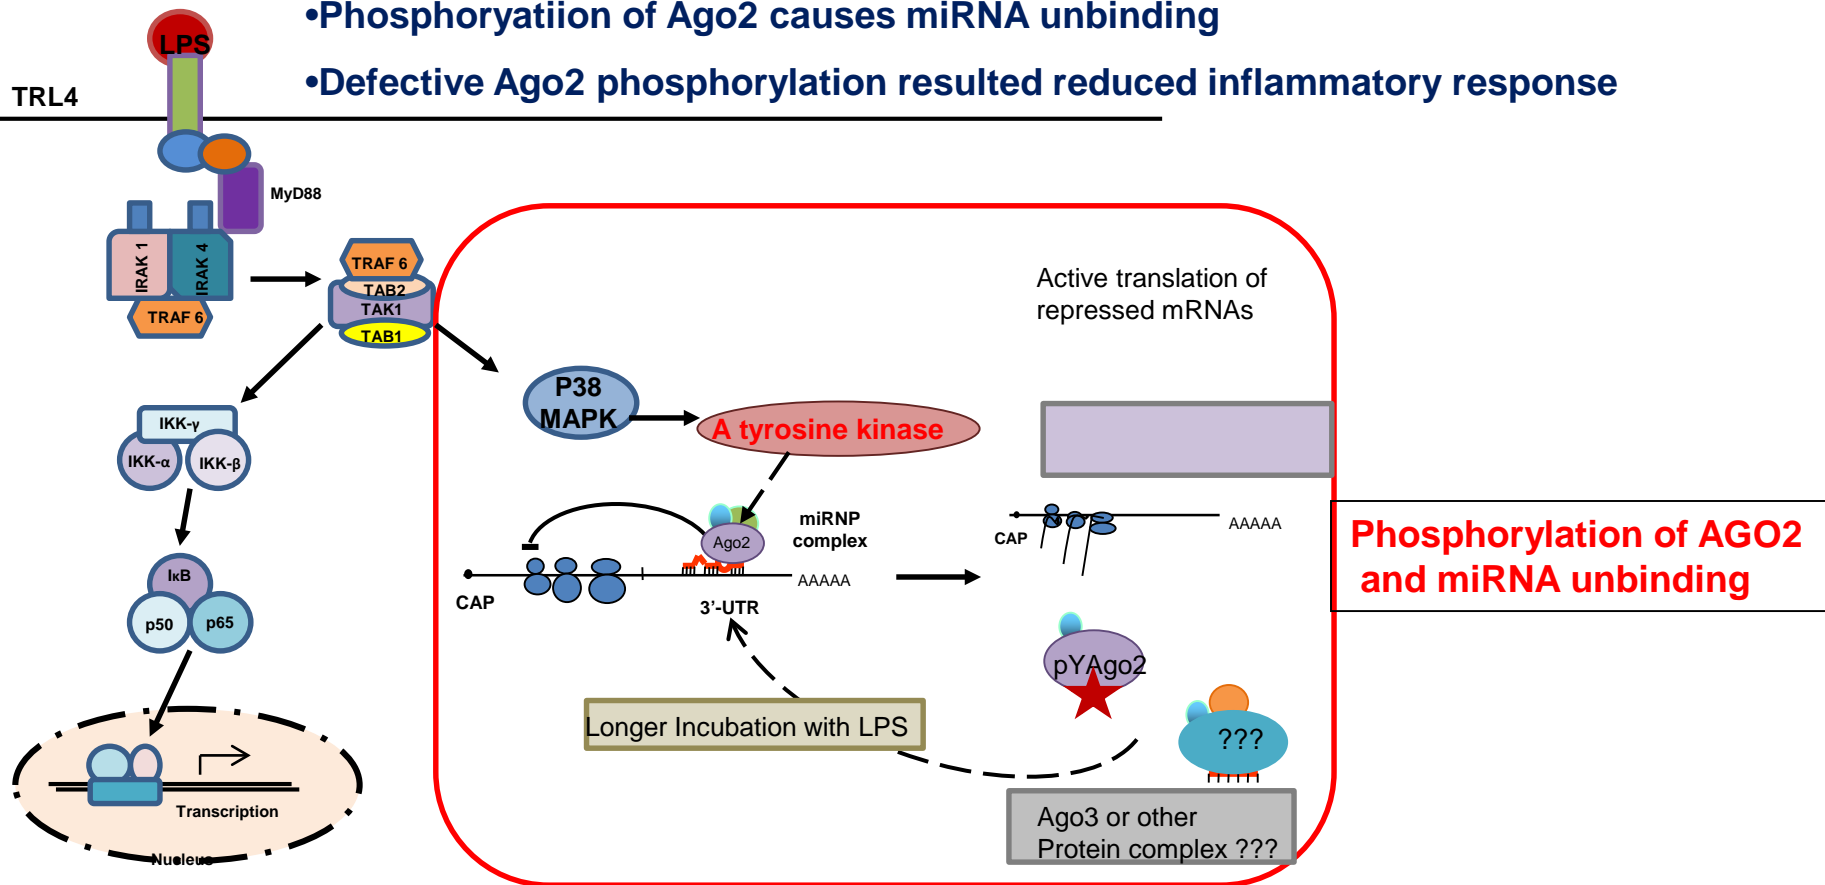 •Phosphoryatiion of Ago2 causes miRNA unbinding
LPS
•Defective Ago2 phosphorylation resulted reduced inflammatory response
TRL4
MyD88
IRAK 1
IRAK 4
TRAF 6
TRAF 6
TAB2
TAK1
TAB1
Active translation of
repressed mRNAs
P38
MAPK
A tyrosine kinase
IKK-γ
IKK-α
IKK-β
miRNP
complex
Ago2
CAP
AAAAA
3'-UTR
CAP
AAAAA
Phosphorylation of AGO2
and miRNA unbinding
IκB
p50
p65
pYAgo2
Longer Incubation with LPS
???
Ago3 or other
Protein complex ???
Transcription
Nucleus